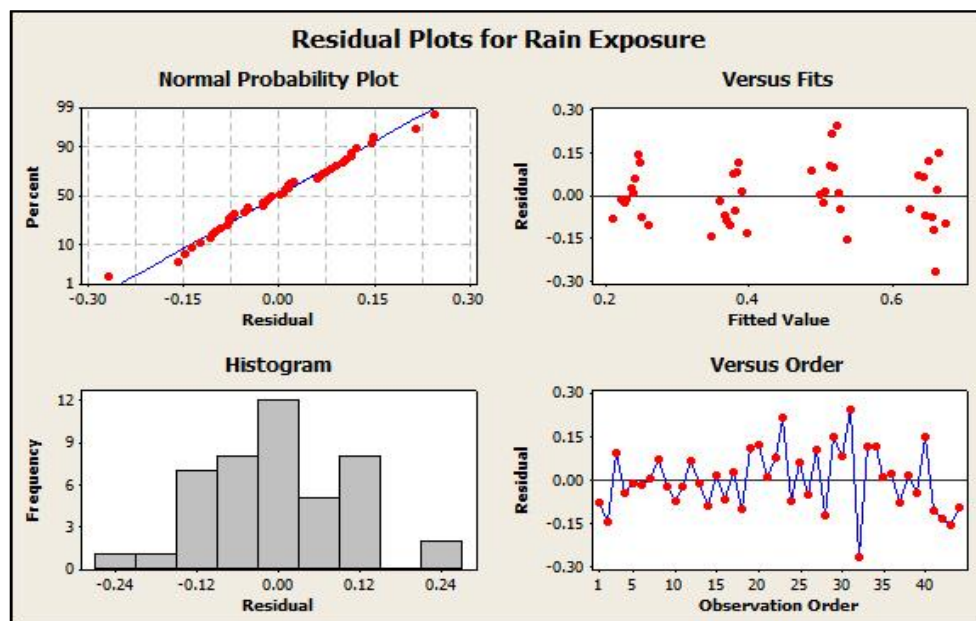 Residual Plots for Rain Exposure
Normal Probability Plot
Percent
99
90
50
10
1
-0.30 -0.15 0.00 0.15 0.30
Residual
Versus Fits
Residual
0.30
0.15
0.00
-0.15
-0.30
0.2 0.4 0.6
Fitted Value
Histogram
Frequency
12
9
6
3
0
-0.24 -0.12 0.00 0.12 0.24
Residual
Versus Order
Residual
0.30
0.15
0.00
-0.15
-0.30
1 5 10 15 20 25 30 35 40
Observation Order